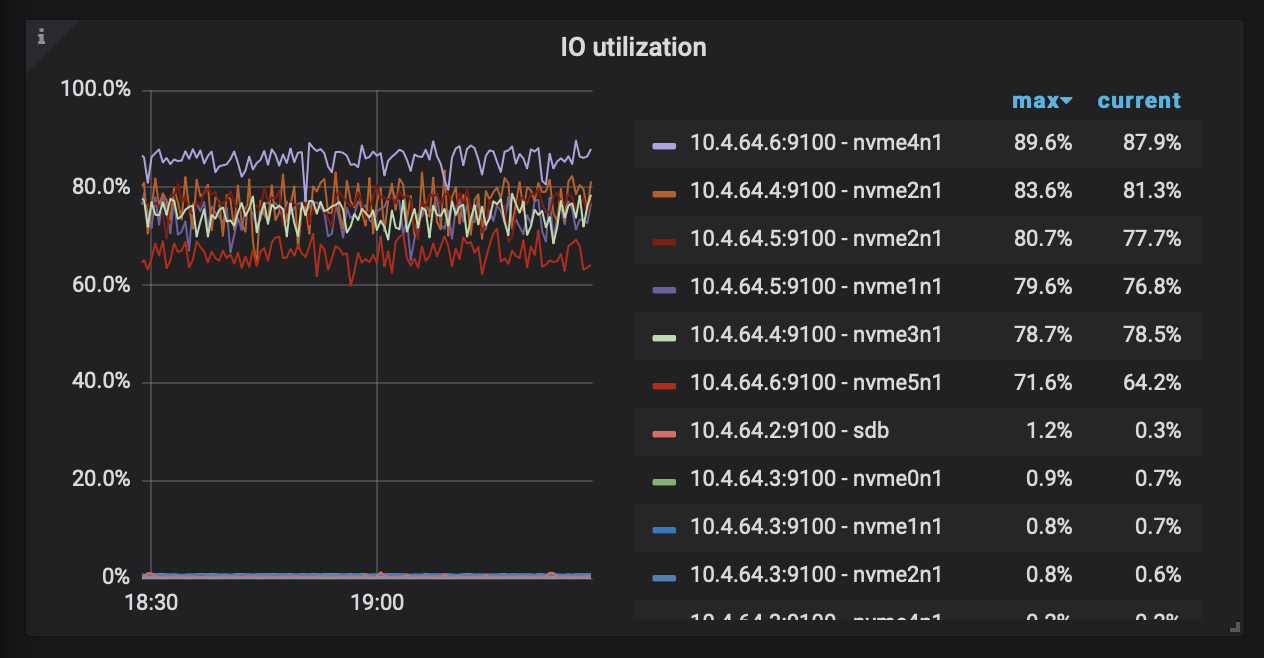 i
IO utilization
100.0%
80.0%
60.0%
40.0%
20.0%
0%
18:30 19:00
max current
10.4.64.6:9100 - nvme4n1 89.6% 87.9%
10.4.64.4:9100 - nvme2n1 83.6% 81.3%
10.4.64.5:9100 - nvme2n1 80.7% 77.7%
10.4.64.5:9100 - nvme1n1 79.6% 76.8%
10.4.64.4:9100 - nvme3n1 78.7% 78.5%
10.4.64.6:9100 - nvme5n1 71.6% 64.2%
10.4.64.2:9100 - sdb 1.2% 0.3%
10.4.64.3:9100 - nvme0n1 0.9% 0.7%
10.4.64.3:9100 - nvme1n1 0.8% 0.7%
10.4.64.3:9100 - nvme2n1 0.8% 0.6%